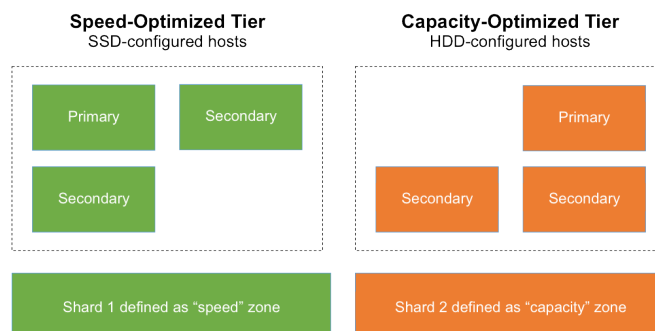 Speed-Optimized Tier
SSD-configured hosts
Primary
Secondary
Secondary
Shard 1 defined as “speed” zone
Capacity-Optimized Tier
HDD-configured hosts
Primary
Secondary
Secondary
Shard 2 defined as “capacity” zone